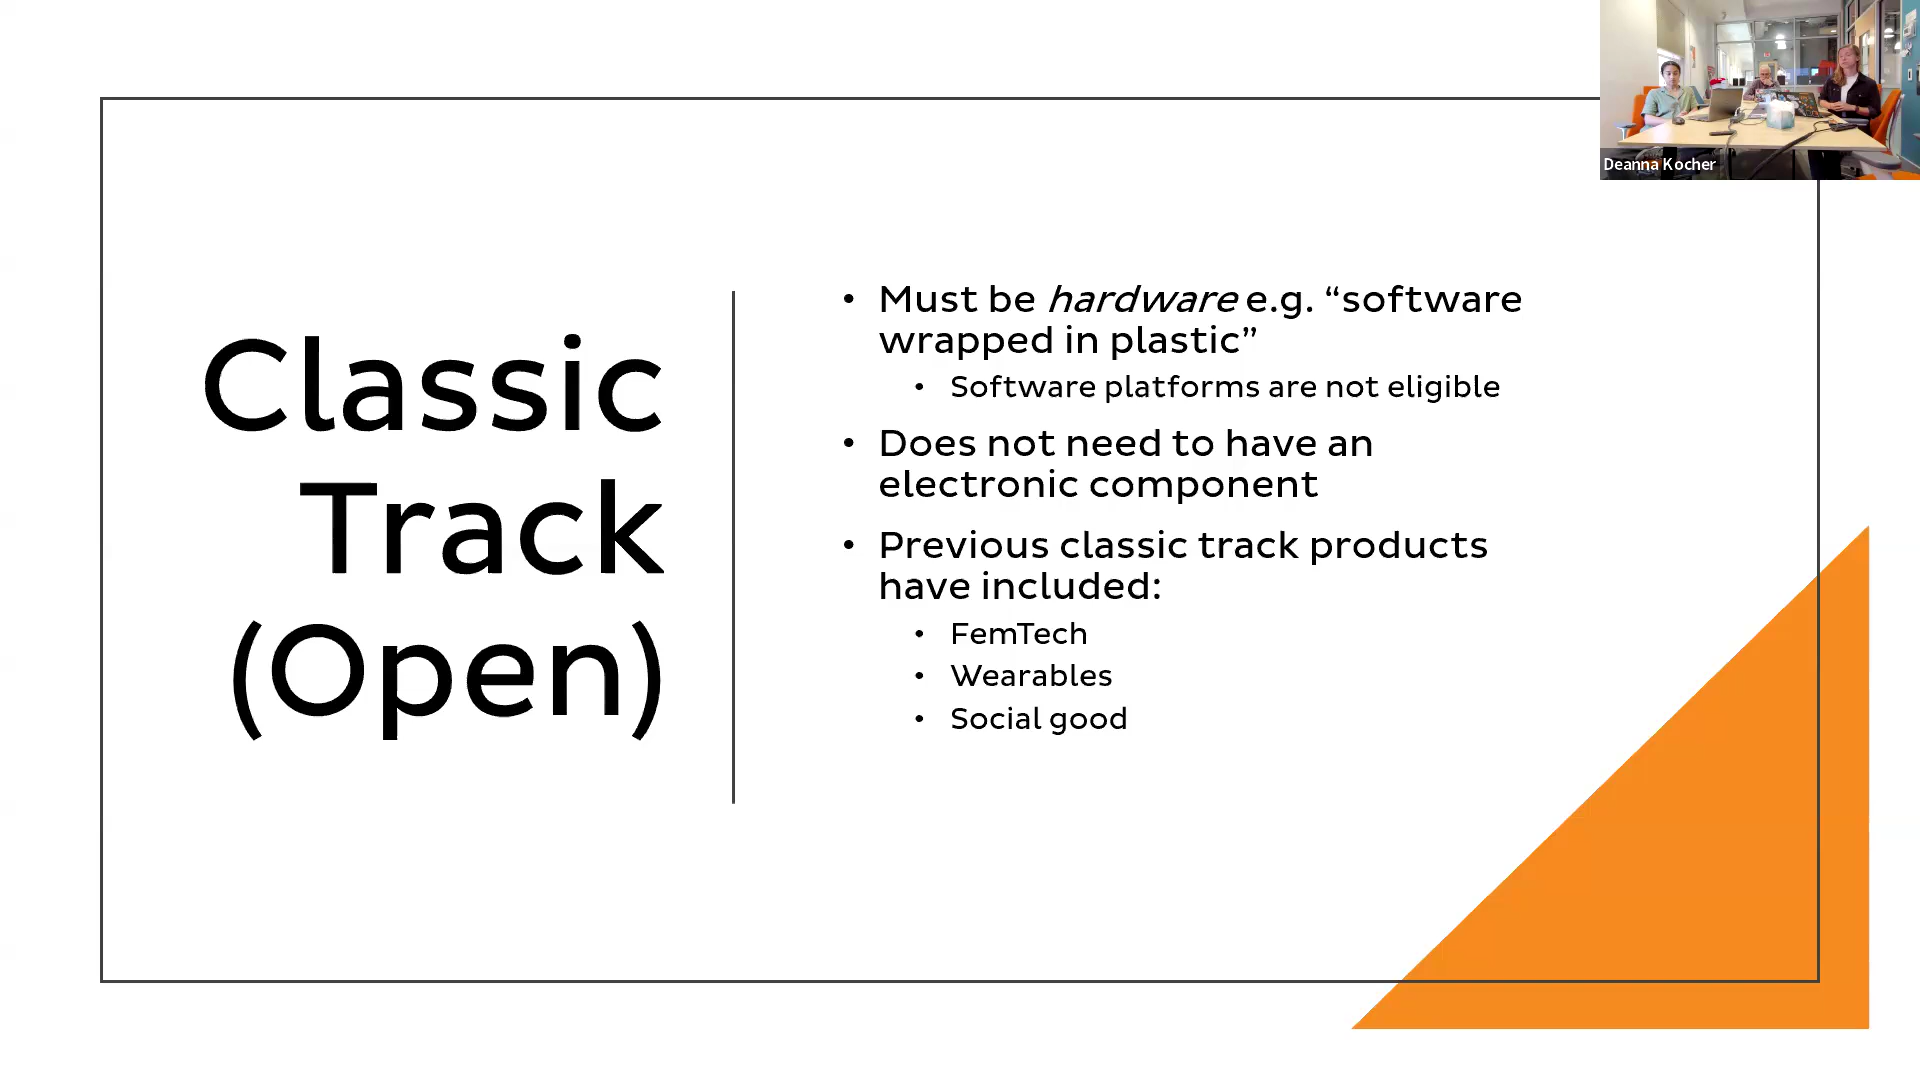 Deanna Kocher
Classic
Track
(Open)
• Must be hardware e.g. “software
wrapped in plastic”
• Software platforms are not eligible
• Does not need to have an
electronic component
• Previous classic track products
have included:
• FemTech
• Wearables
• Social good